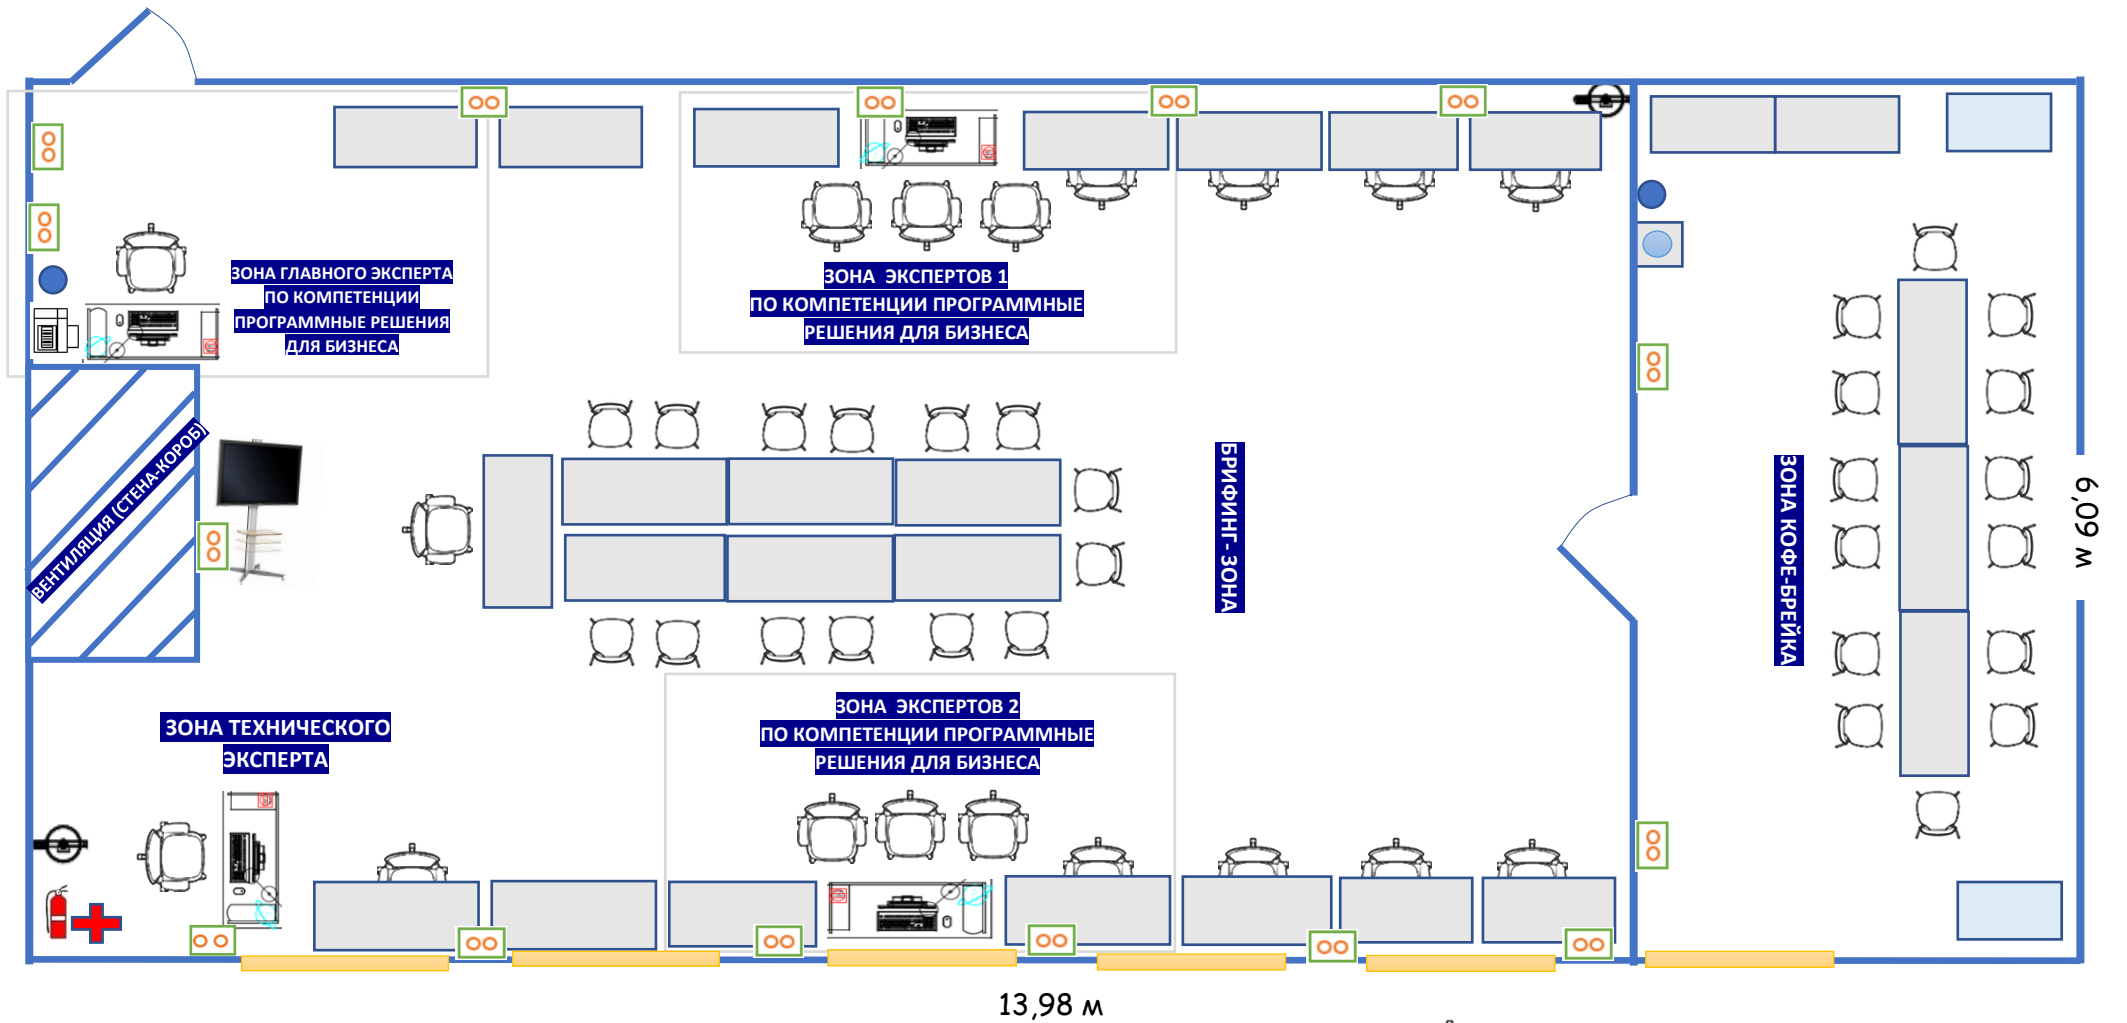 ЗОНА ГЛАВНОГО ЭКСПЕРТА
ПО КОМПЕТЕНЦИИ
ПРОГРАММНЫЕ РЕШЕНИЯ
ДЛЯ БИЗНЕСА
ЗОНА ЭКСПЕРТОВ 1
ПО КОМПЕТЕНЦИИ ПРОГРАММНЫЕ
РЕШЕНИЯ ДЛЯ БИЗНЕСА
ВЕНТИЛЯЦИЯ (СТЕНА-КОРОБ)
БРИФИНГ- ЗОНА
ЗОНА КОФЕ-БРЕЙКА
6,09 м
ЗОНА ТЕХНИЧЕСКОГО
ЭКСПЕРТА
ЗОНА ЭКСПЕРТОВ 2
ПО КОМПЕТЕНЦИИ ПРОГРАММНЫЕ
РЕШЕНИЯ ДЛЯ БИЗНЕСА
13,98 м